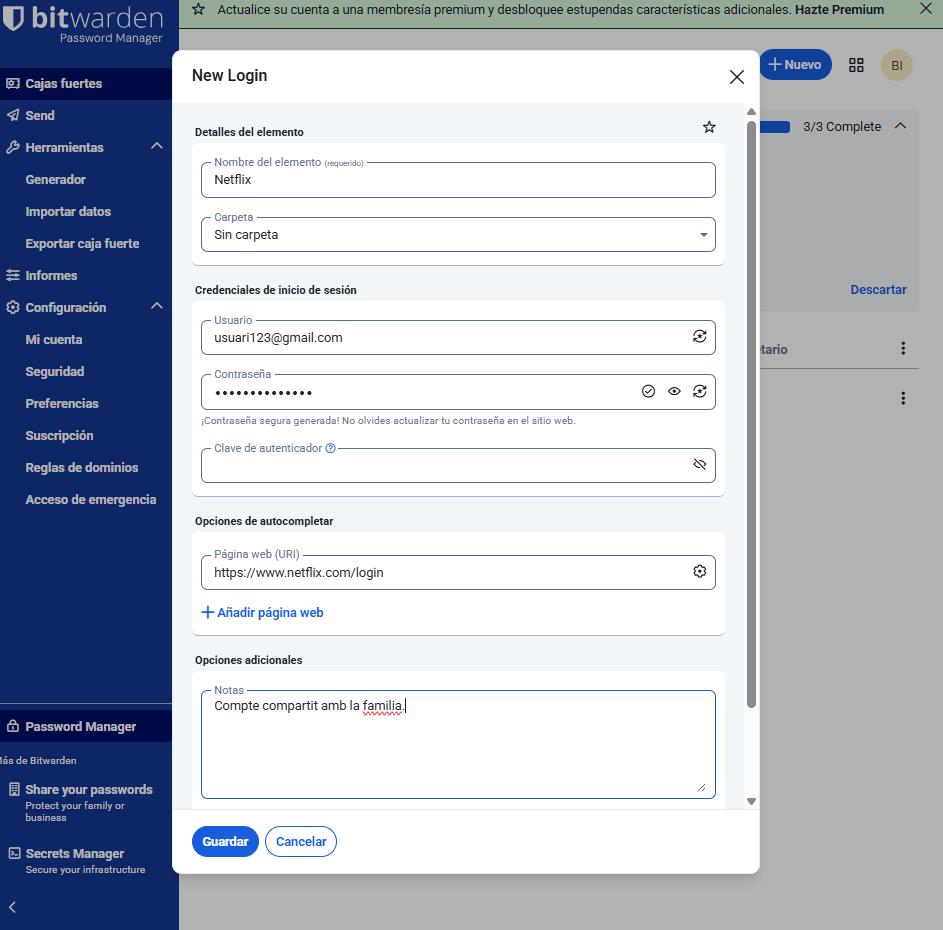 Actualice su cuenta a una membresía premium y desbloquee estupendas características adicionales. Hazte Premium
bitwarden
Password Manager
Cajas fuertes
Send
Herramientas
Generador
Importar datos
Exportar caja fuerte
Informes
Configuración
Mi cuenta
Seguridad
Preferencias
Suscripción
Reglas de dominios
Acceso de emergencia
Password Manager
Más de Bitwarden
Share your passwords
Protect your family or
business
Secrets Manager
Secure your infrastructure
Nuevo
BI
3/3 Complete
Descartar
etario
New Login
Detalles del elemento
Nombre del elemento (requerido)
Netflix
Carpeta
Sin carpeta
Credenciales de inicio de sesión
Usuario
usuari123@gmail.com
Contraseña
••••••••••••••
¡Contraseña segura generada! No olvides actualizar tu contraseña en el sitio web.
Clave de autenticador
Opciones de autocompletar
Página web (URI)
https://www.netflix.com/login
Añadir página web
Opciones adicionales
Notas
Compte compartit amb la familia.
Guardar
Cancelar